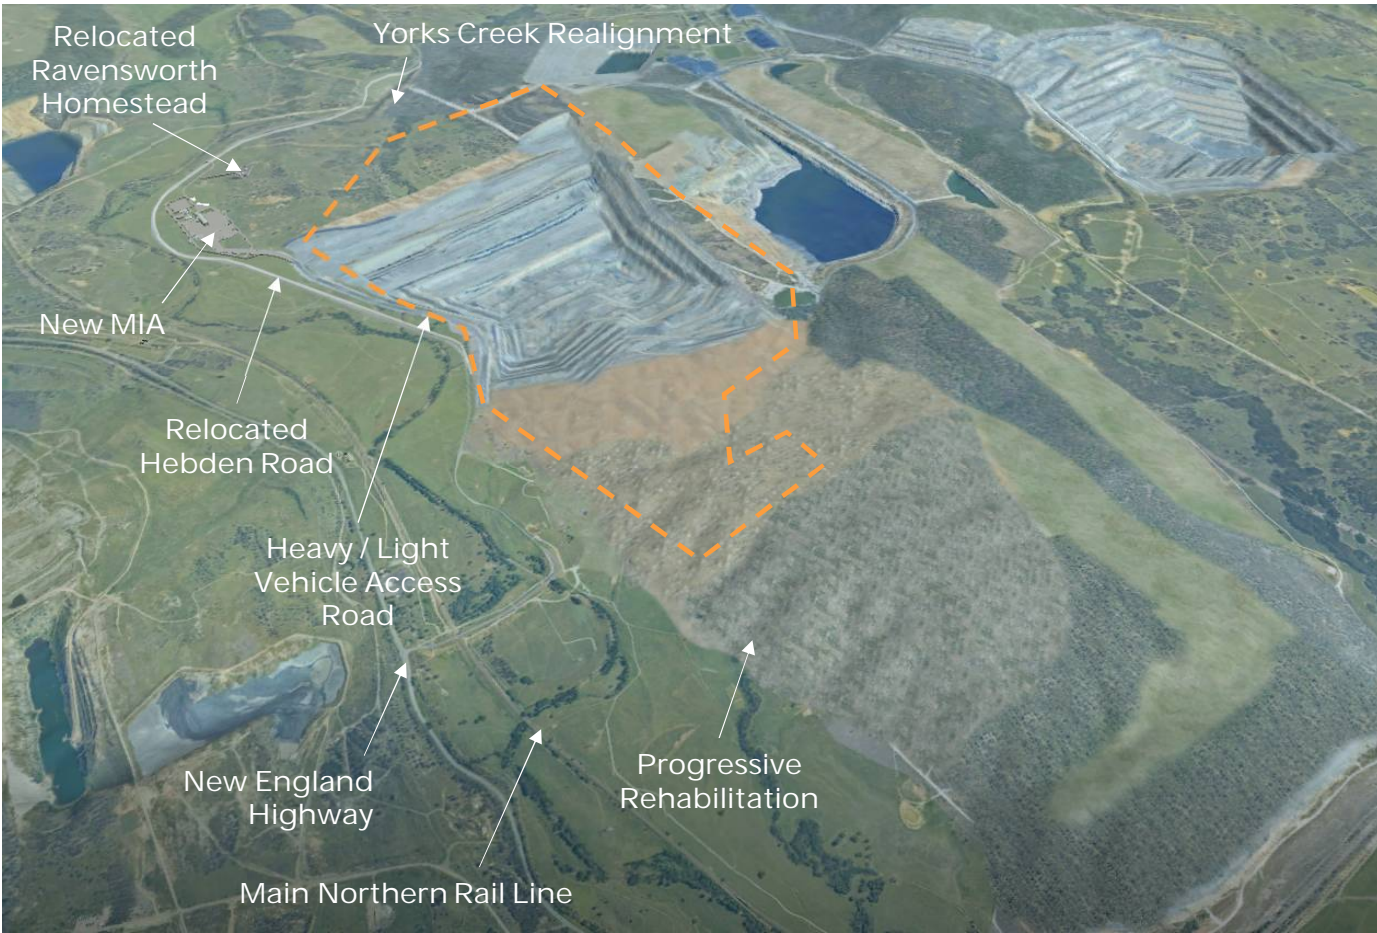 Relocated
Ravensworth
Homestead
Yorks Creek Realignment
New MIA
Relocated
Hebden Road
Heavy / Light
Vehicle Access
Road
New England
Highway
Progressive
Rehabilitation
Main Northern Rail Line